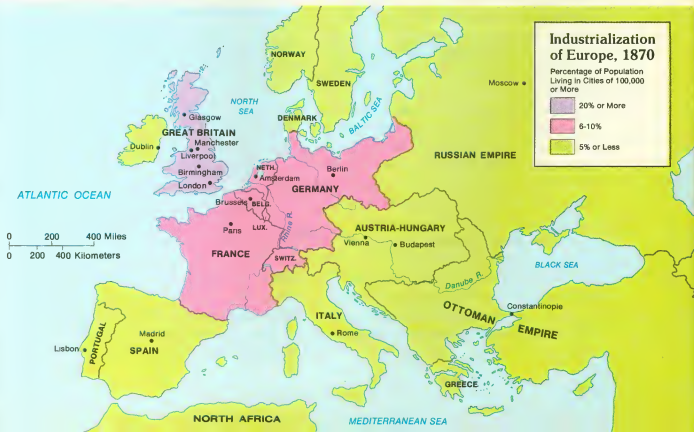 Industrialization
of Europe, 1870
Percentage of Population
Living in Cities of 100,000
or More
20% or More
6-10%
5% or Less
NORWAY
SWEDEN
Moscow
NORTH
SEA
BALTIC SEA
DENMARK
Glasgow
GREAT BRITAIN
Dublin
Manchester
Liverpool
Birmingham
London
RUSSIAN EMPIRE
NETH.
Amsterdam
Berlin
GERMANY
ATLANTIC OCEAN
Brussels
BELG.
LUX.
Rhine R.
Paris
FRANCE
SWITZ.
AUSTRIA-HUNGARY
Vienna
Budapest
0 200 400 Miles
0 200 400 Kilometers
BLACK SEA
Danube R.
Constantinople
OTTOMAN
EMPIRE
ITALY
Rome
PORTUGAL
Madrid
Lisbon
SPAIN
GREECE
NORTH AFRICA
MEDITERRANEAN SEA